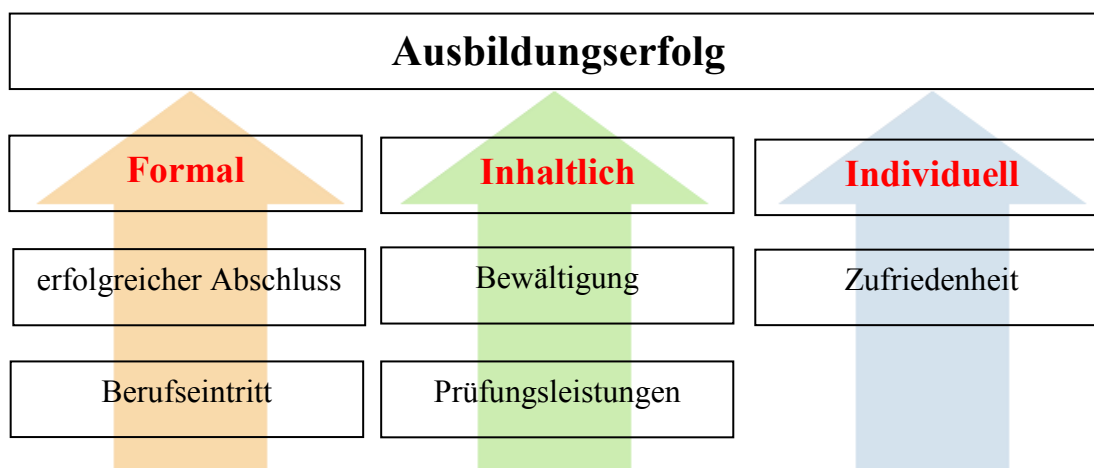 Ausbildungserfolg
Formal
Inhaltlich
Individuell
erfolgreicher Abschluss
Bewältigung
Zufriedenheit
Berufseintritt
Prüfungsleistungen